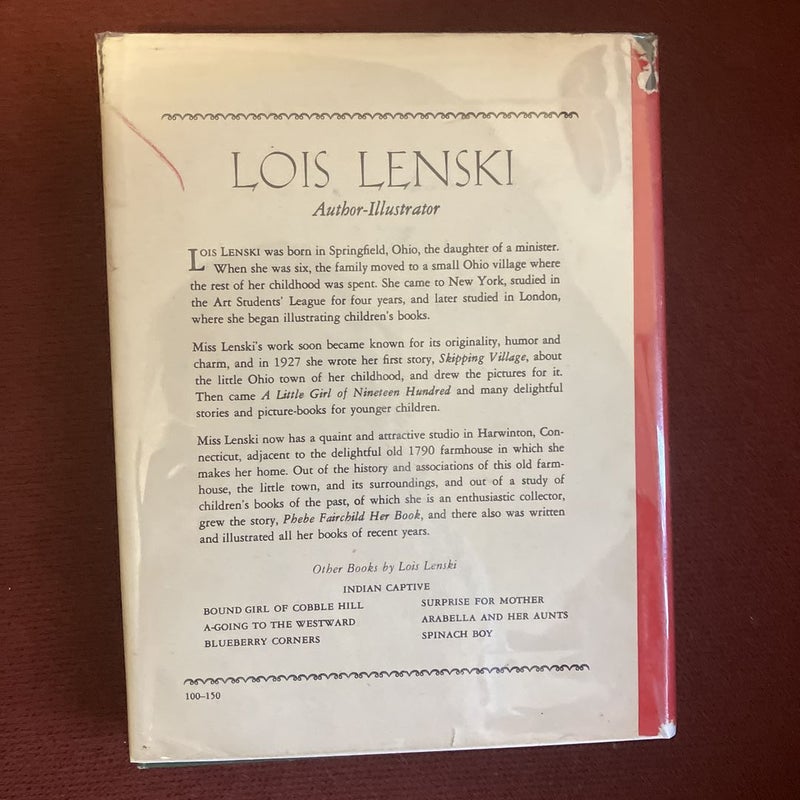 LOIS LENSKI
Author-Illustrator
LOIS LENSKI was born in Springfield, Ohio, the daughter of a minister.
When she was six, the family moved to a small Ohio village where
the rest of her childhood was spent. She came to New York, studied in
the Art Students' League for four years, and later studied in London,
where she began illustrating children's books.
Miss Lenski's work soon became known for its originality, humor and
charm, and in 1927 she wrote her first story, Skipping Village, about
the little Ohio town of her childhood, and drew the pictures for it.
Then came A Little Girl of Nineteen Hundred and many delightful
stories and picture-books for younger children.
Miss Lenski now has a quaint and attractive studio in Harwinton, Con-
necticut, adjacent to the delightful old 1790 farmhouse in which she
makes her home. Out of the history and associations of this old farm-
house, the little town, and its surroundings, and out of a study of
children's books of the past, of which she is an enthusiastic collector,
grew the story, Phebe Fairchild Her Book, and there also was written
and illustrated all her books of recent years.
Other Books by Lois Lenski
INDIAN CAPTIVE
BOUND GIRL OF COBBLE HILL
A-GOING TO THE WESTWARD
BLUEBERRY CORNERS
SURPRISE FOR MOTHER
ARABELLA AND HER AUNTS
SPINACH BOY
100–150